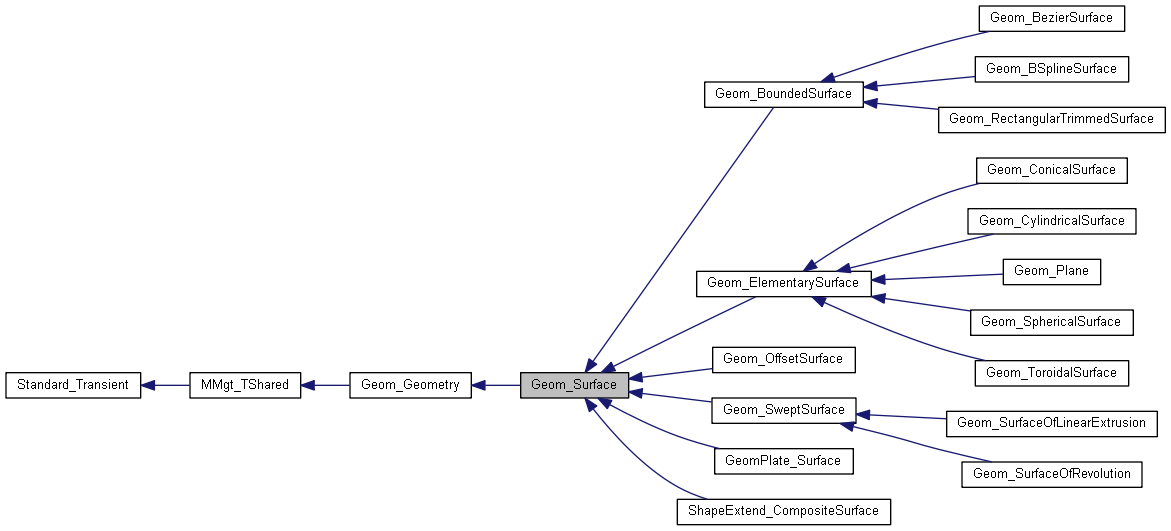 Geom_BezierSurface
Geom_BSplineSurface
Geom_BoundedSurface
Geom_RectangularTrimmedSurface
Geom_ConicalSurface
Geom_CylindricalSurface
Geom_Plane
Geom_ElementarySurface
Geom_SphericalSurface
Geom_OffsetSurface
Geom_ToroidalSurface
Standard_Transient
MMgt_TShared
Geom_Geometry
Geom_Surface
Geom_SweptSurface
Geom_SurfaceOfLinearExtrusion
GeomPlate_Surface
Geom_SurfaceOfRevolution
ShapeExtend_CompositeSurface